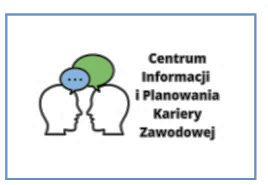 Centrum
Informacji
i Planowania
Kariery
Zawodowej